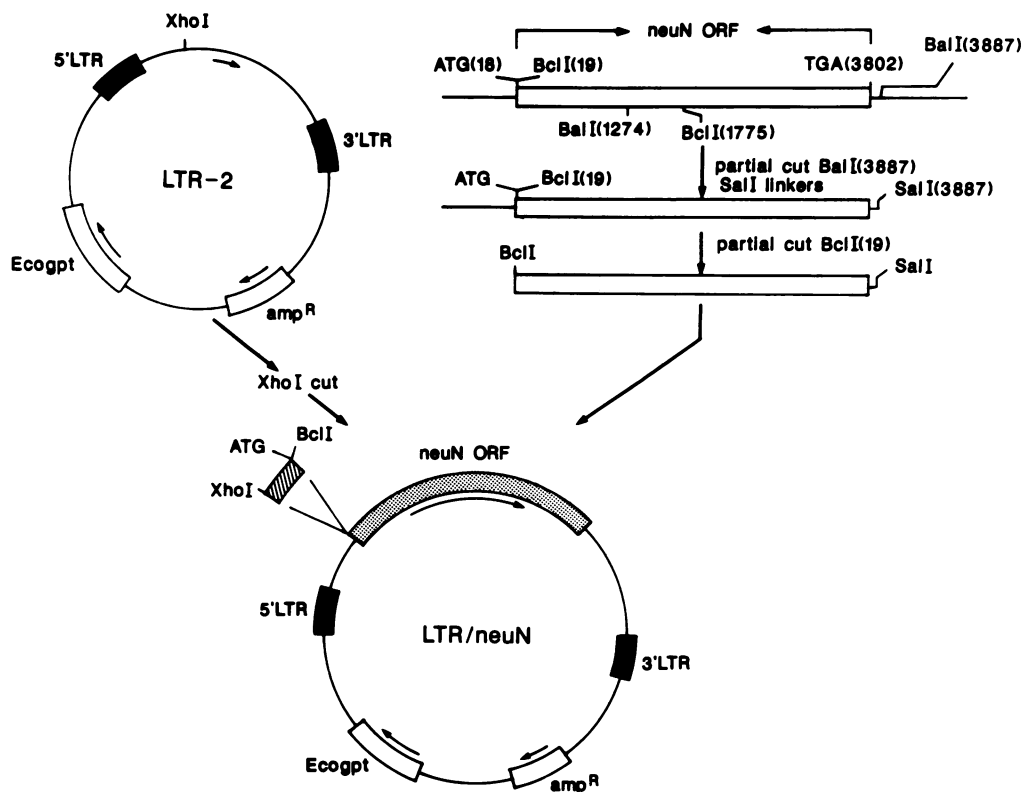 XhoI
5'LTR
3'LTR
LTR-2
Ecogpt
ampR
XhoI cut
neuN ORF
ATG(18)
BclI(19)
TGA(3802)
BalI(3887)
BalI(1274)
BclI(1775)
partial cut BalI(3887)
SalI linkers
ATG
BclI(19)
SalI(3887)
partial cut BclI(19)
BclI
SalI
ATG
BclI
XhoI
neuN ORF
5'LTR
LTR/neuN
3'LTR
Ecogpt
ampR